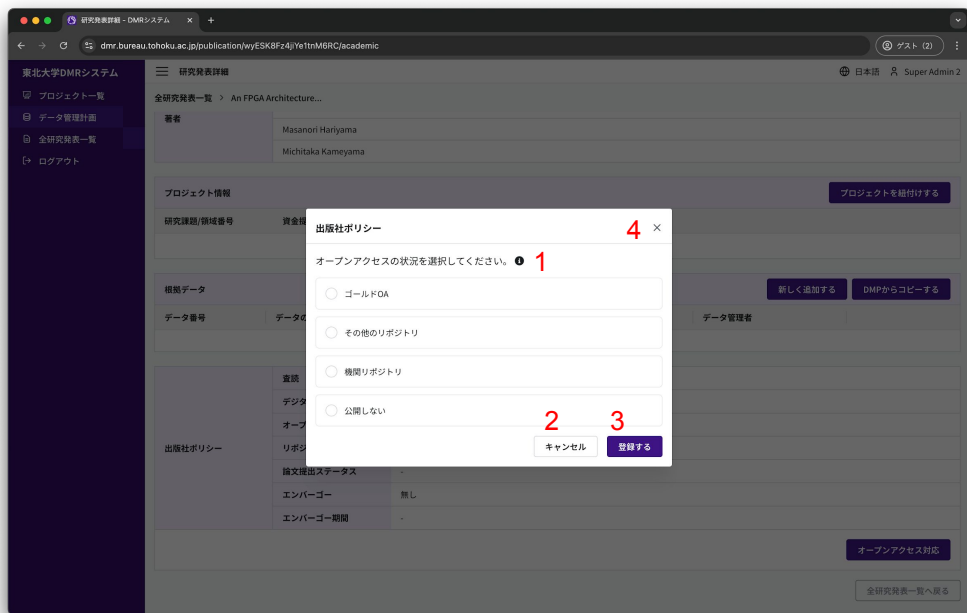 研究発表詳細 - DMRシステム
dmr.bureau.tohoku.ac.jp/publication/wyESK8Fz4jiYe1tnM6RC/academic
ゲスト (2)
東北大学DMRシステム
研究発表詳細
日本語
Super Admin 2
プロジェクト一覧
データ管理計画
全研究発表一覧
ログアウト
全研究発表一覧 > An FPGA Architecture...
著者
Masanori Hariyama
Michitaka Kameyama
プロジェクト情報
プロジェクトを紐付けする
研究課題/領域番号
資金提
出版社ポリシー
4
オープンアクセスの状況を選択してください。
1
ゴールドOA
その他のリポジトリ
機関リポジトリ
公開しない
2
3
キャンセル
登録する
根拠データ
新しく追加する
DMPからコピーする
データ番号
データの
データ管理者
出版社ポリシー
査読
デジタ
オープ
リポジ
論文提出ステータス
-
エンバーゴー
無し
エンバーゴー期間
-
オープンアクセス対応
全研究発表一覧へ戻る